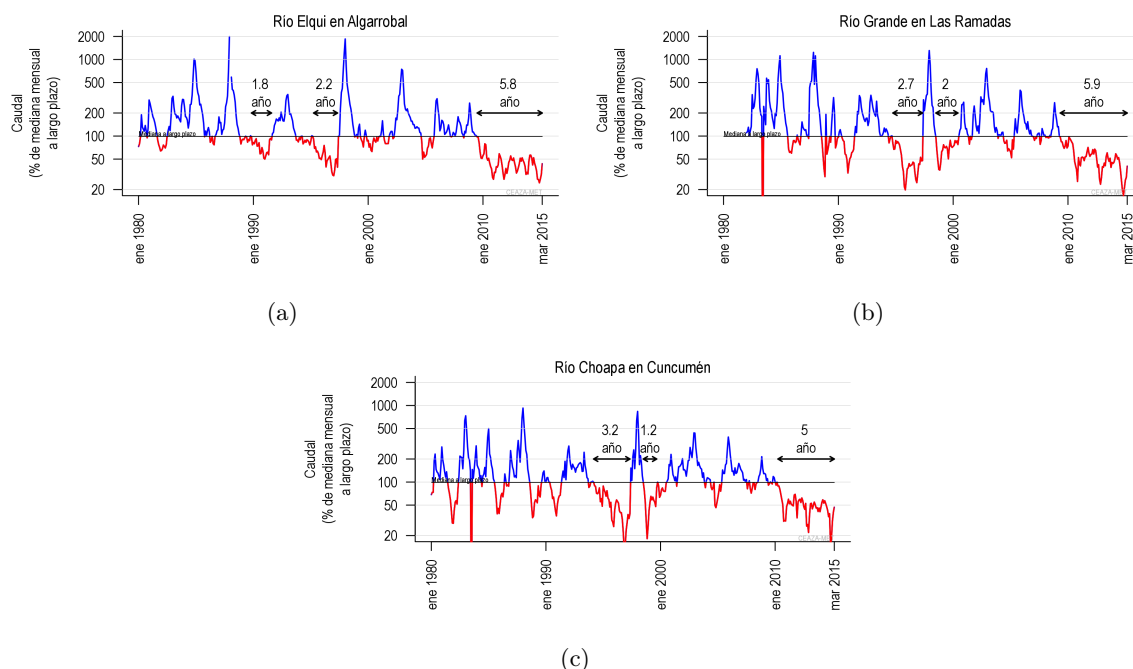 Río Elqui en Algarrobal
Caudal
(% de mediana mensual
a largo plazo)
2000
1000
500
200
100
50
20
1.8
año
2.2
año
5.8
año
Mediana a largo plazo
CEAZA-MET
ene 1980
ene 1990
ene 2000
ene 2010
mar 2015
(a)
Río Grande en Las Ramadas
Caudal
(% de mediana mensual
a largo plazo)
2000
1000
500
200
100
50
20
2.7
año
2
año
5.9
año
Mediana a largo plazo
CEAZA-MET
ene 1980
ene 1990
ene 2000
ene 2010
mar 2015
(b)
Río Choapa en Cuncumén
Caudal
(% de mediana mensual
a largo plazo)
2000
1000
500
200
100
50
20
3.2
año
1.2
año
5
año
Mediana a largo plazo
CEAZA-MET
ene 1980
ene 1990
ene 2000
ene 2010
mar 2015
(c)